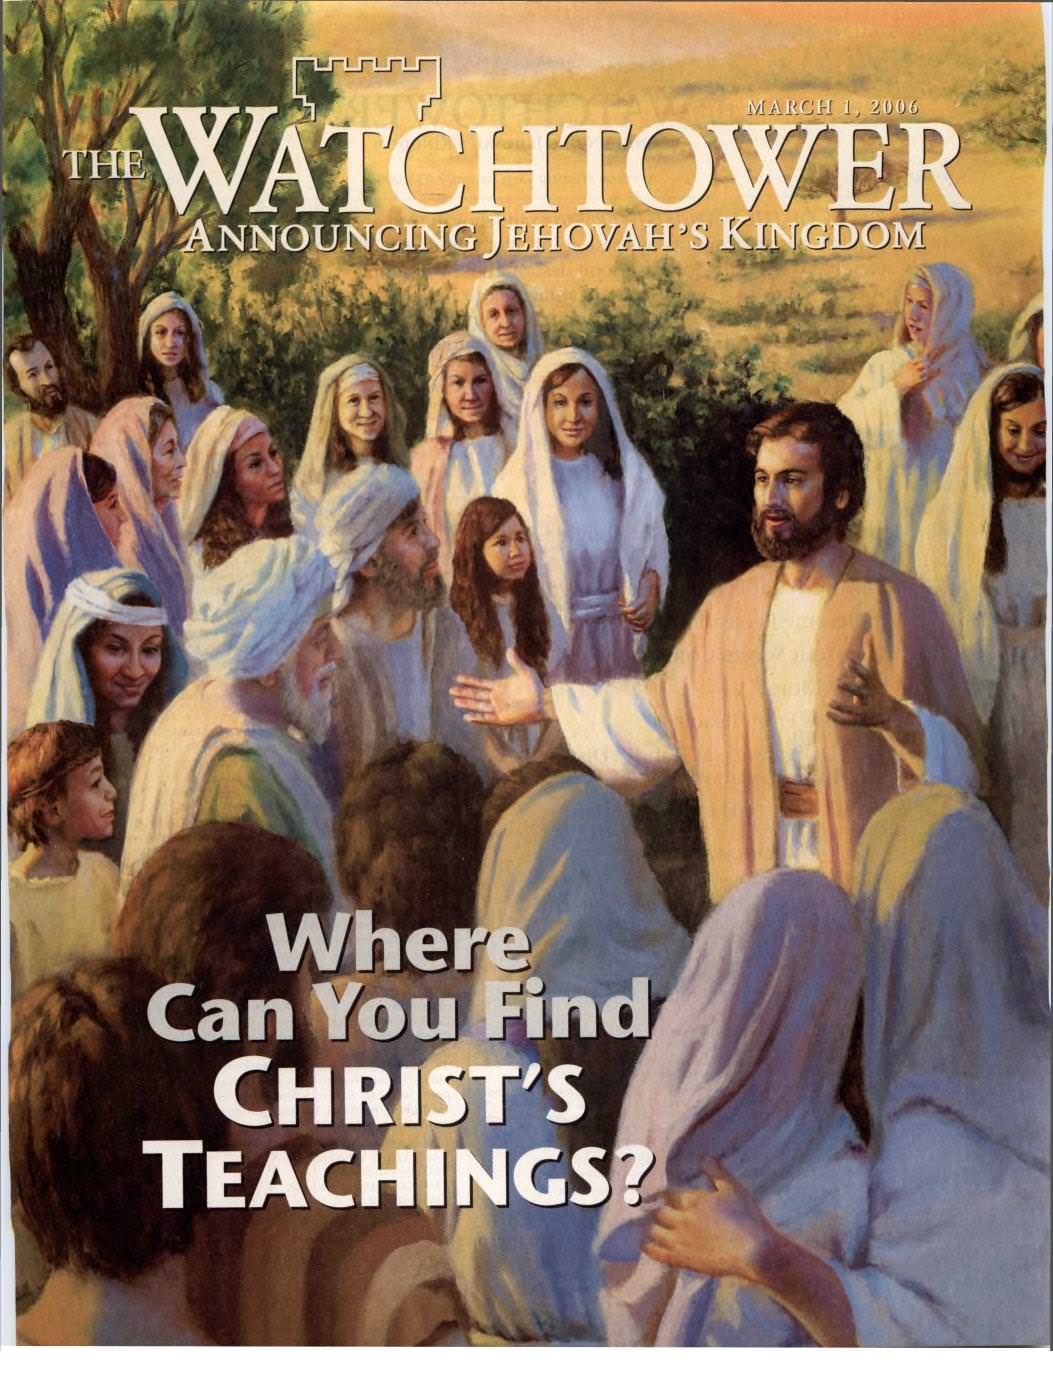 MARCH 1, 2006
THE WATCHTOWER
ANNOUNCING JEHOVAH'S KINGDOM
Where
Can You Find
CHRIST'S
TEACHINGS?